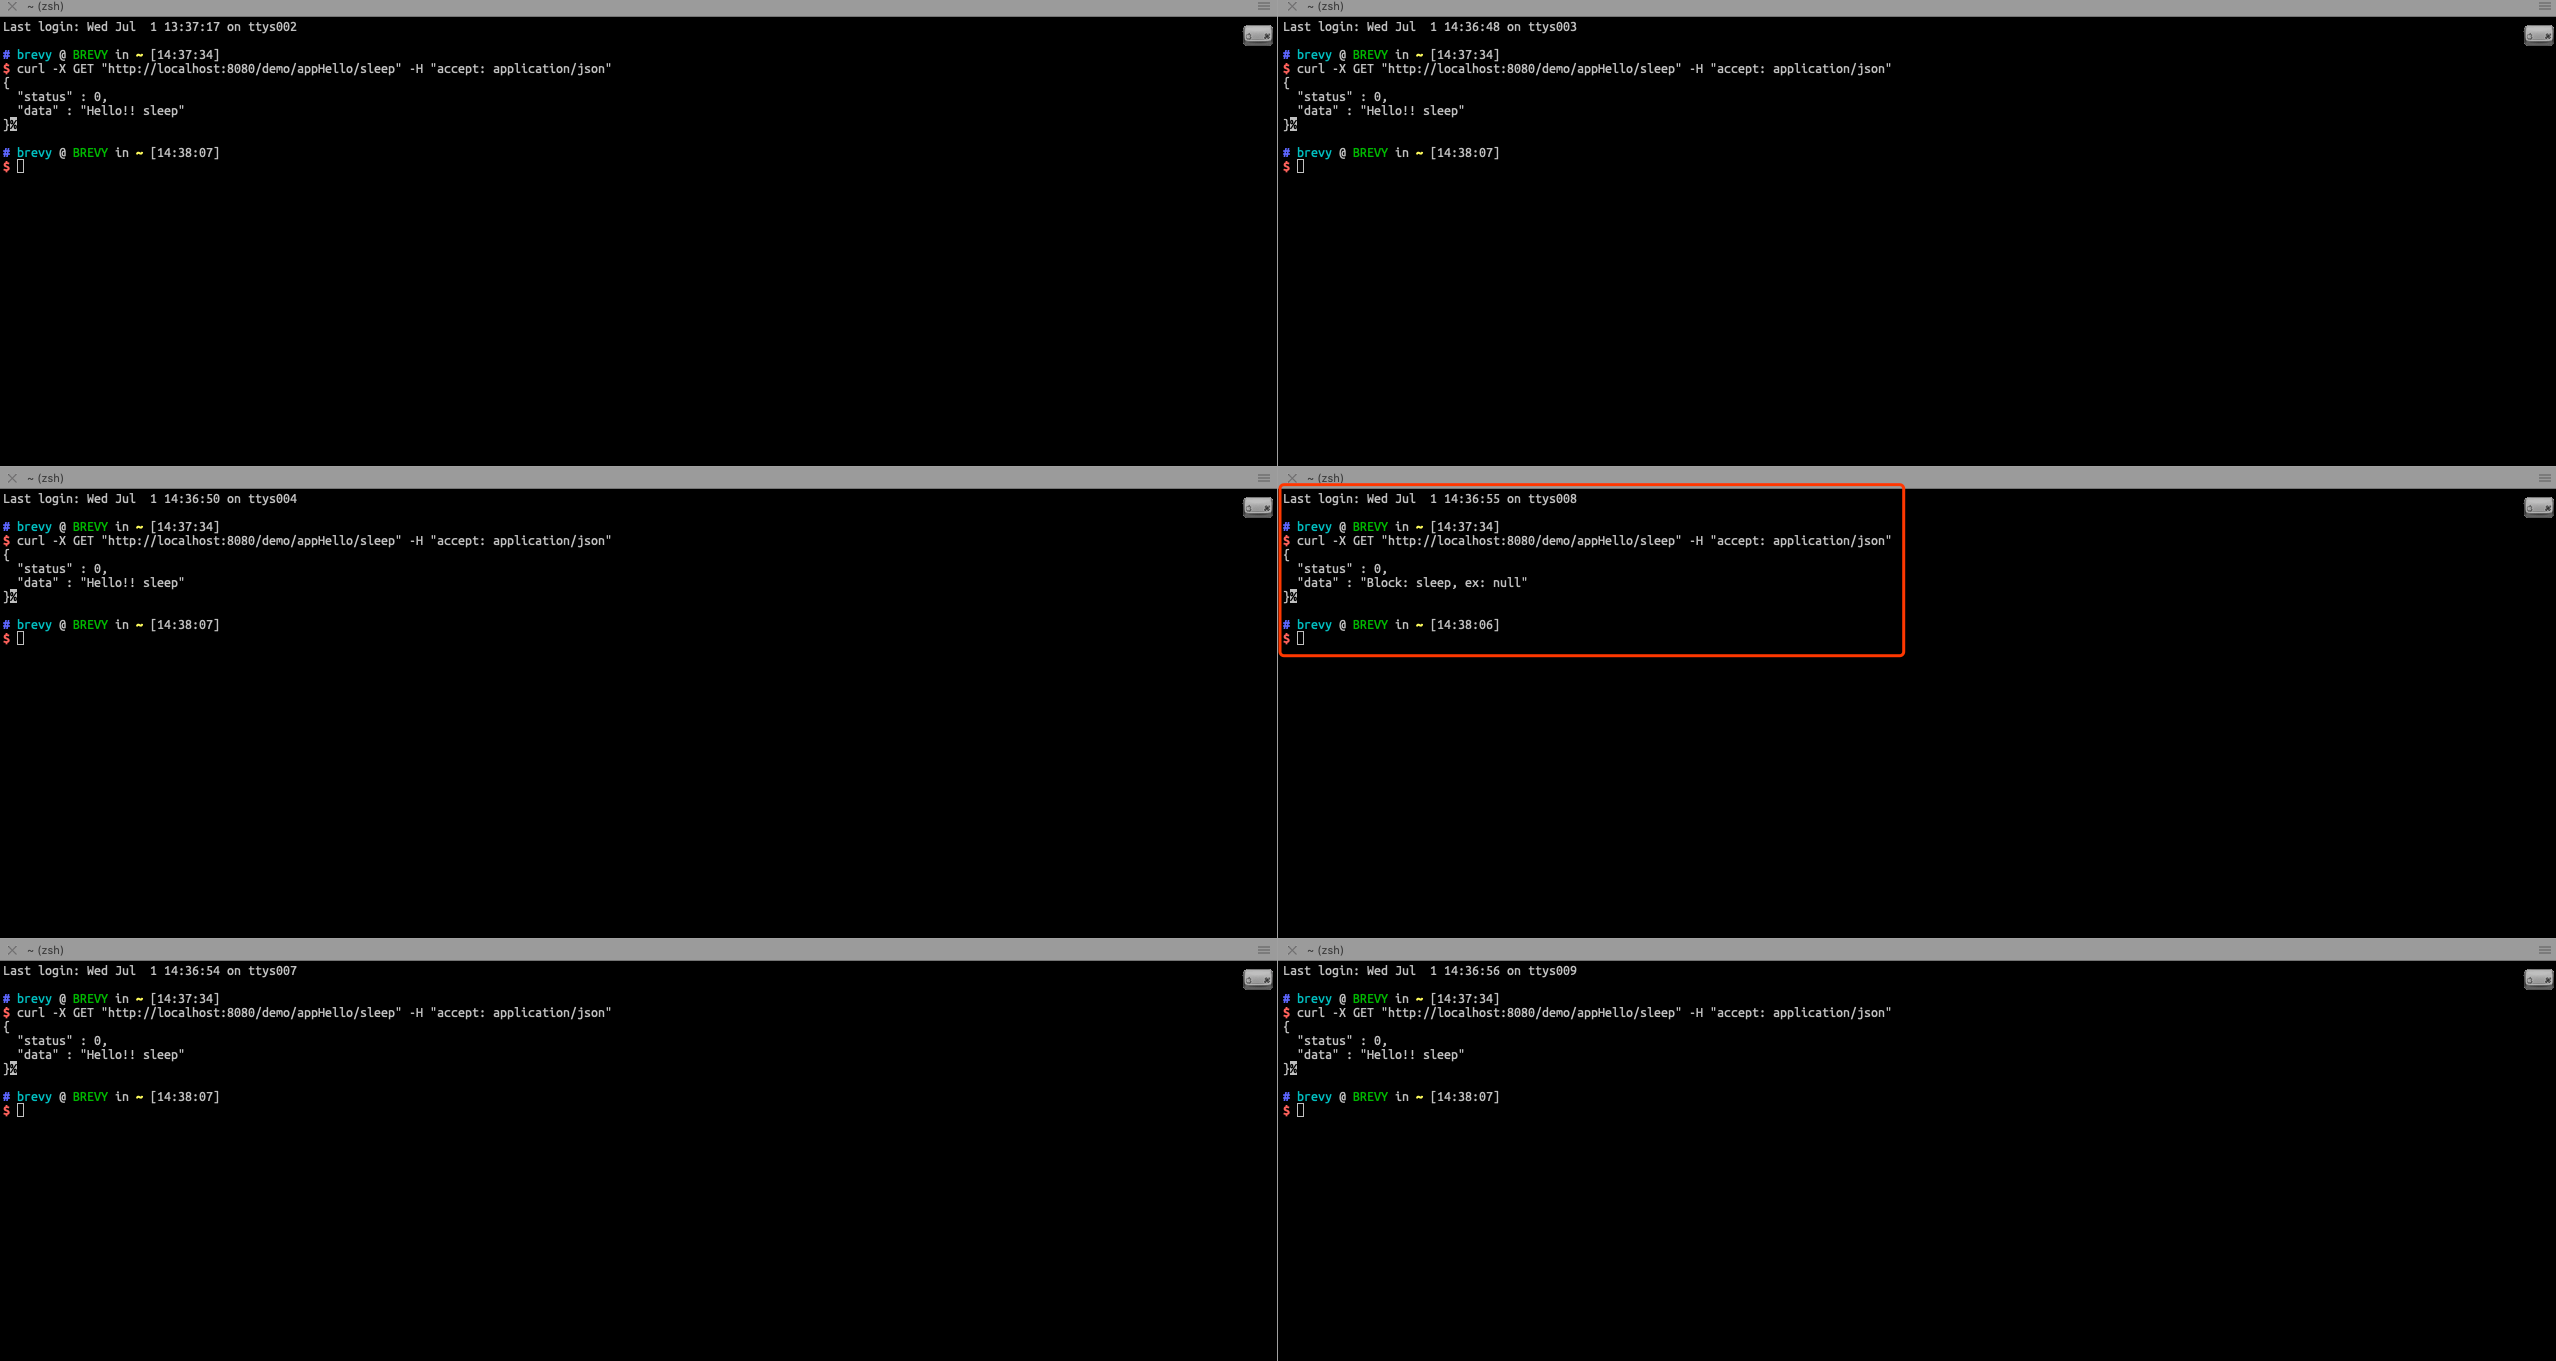 ~ (zsh)
Last login: Wed Jul  1 13:37:17 on ttys002
# brevy @ BREVY in ~ [14:37:34]
$ curl -X GET "http://localhost:8080/demo/appHello/sleep" -H "accept: application/json"
{
  "status" : 0,
  "data" : "Hello!! sleep"
}%
# brevy @ BREVY in ~ [14:38:07]
$
~ (zsh)
Last login: Wed Jul  1 14:36:48 on ttys003
# brevy @ BREVY in ~ [14:37:34]
$ curl -X GET "http://localhost:8080/demo/appHello/sleep" -H "accept: application/json"
{
  "status" : 0,
  "data" : "Hello!! sleep"
}%
# brevy @ BREVY in ~ [14:38:07]
$
~ (zsh)
Last login: Wed Jul  1 14:36:50 on ttys004
# brevy @ BREVY in ~ [14:37:34]
$ curl -X GET "http://localhost:8080/demo/appHello/sleep" -H "accept: application/json"
{
  "status" : 0,
  "data" : "Hello!! sleep"
}%
# brevy @ BREVY in ~ [14:38:07]
$
~ (zsh)
Last login: Wed Jul  1 14:36:55 on ttys008
# brevy @ BREVY in ~ [14:37:34]
$ curl -X GET "http://localhost:8080/demo/appHello/sleep" -H "accept: application/json"
{
  "status" : 0,
  "data" : "Block: sleep, ex: null"
}%
# brevy @ BREVY in ~ [14:38:06]
$
~ (zsh)
Last login: Wed Jul  1 14:36:54 on ttys007
# brevy @ BREVY in ~ [14:37:34]
$ curl -X GET "http://localhost:8080/demo/appHello/sleep" -H "accept: application/json"
{
  "status" : 0,
  "data" : "Hello!! sleep"
}%
# brevy @ BREVY in ~ [14:38:07]
$
~ (zsh)
Last login: Wed Jul  1 14:36:56 on ttys009
# brevy @ BREVY in ~ [14:37:34]
$ curl -X GET "http://localhost:8080/demo/appHello/sleep" -H "accept: application/json"
{
  "status" : 0,
  "data" : "Hello!! sleep"
}%
# brevy @ BREVY in ~ [14:38:07]
$